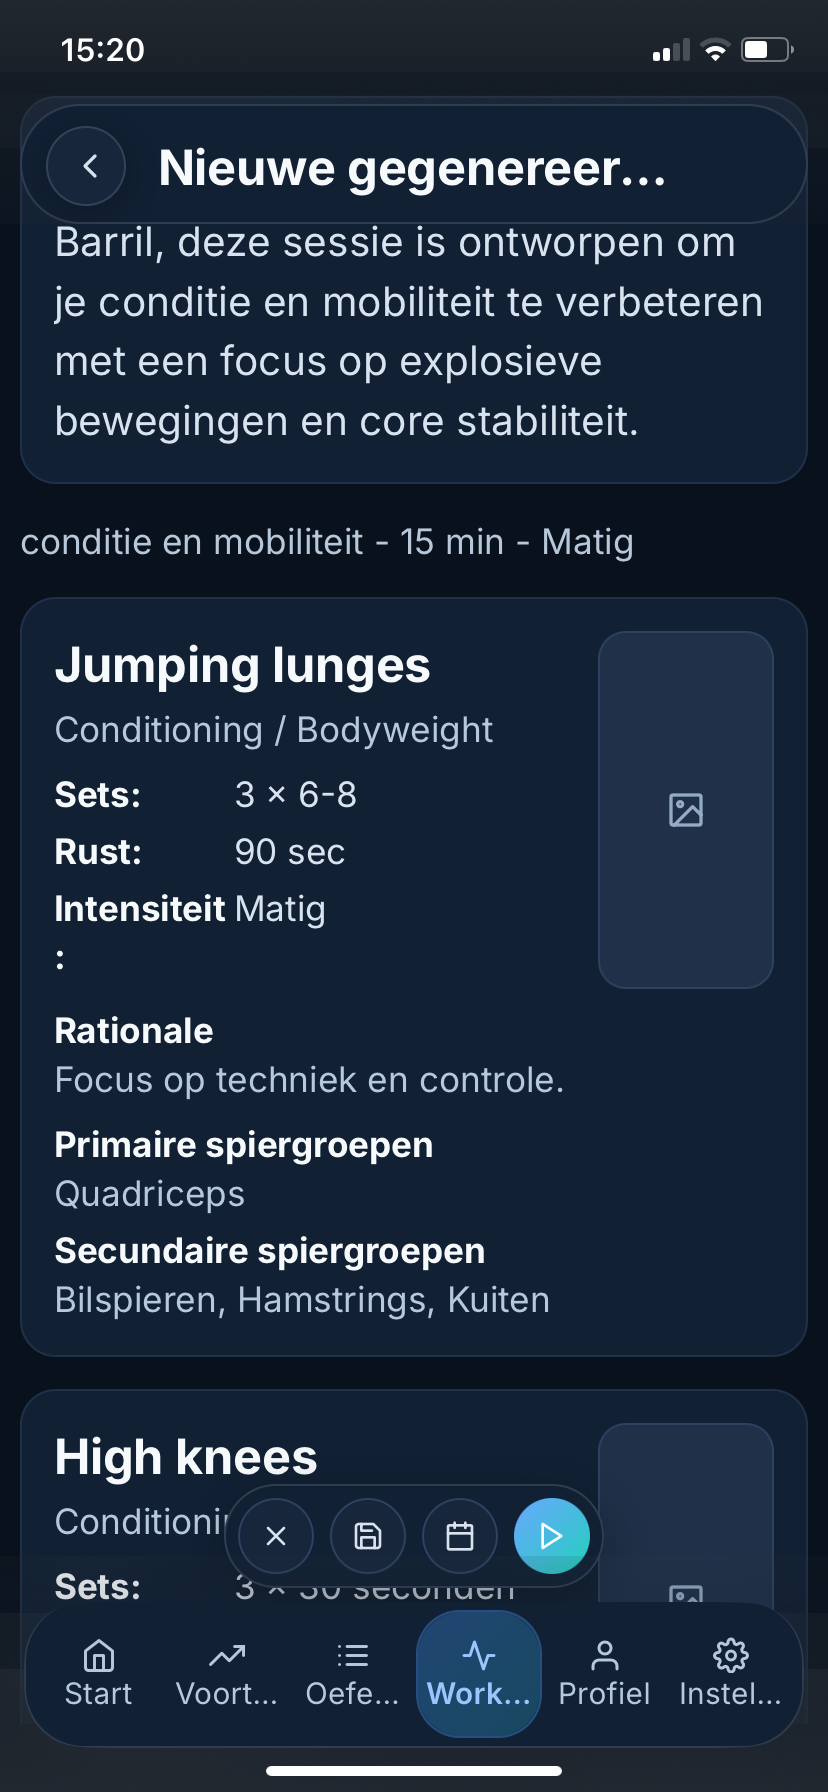 15:20
Nieuwe gegenereer...
Barril, deze sessie is ontworpen om
je conditie en mobiliteit te verbeteren
met een focus op explosieve
bewegingen en core stabiliteit.
conditie en mobiliteit - 15 min - Matig
Jumping lunges
Conditioning / Bodyweight
Sets: 3 × 6-8
Rust: 90 sec
Intensiteit Matig
:
Rationale
Focus op techniek en controle.
Primaire spiergroepen
Quadriceps
Secundaire spiergroepen
Bilspieren, Hamstrings, Kuiten
High knees
Sets: 3 × 30 seconden
Start Voort... Oefe... Work... Profiel Instel...